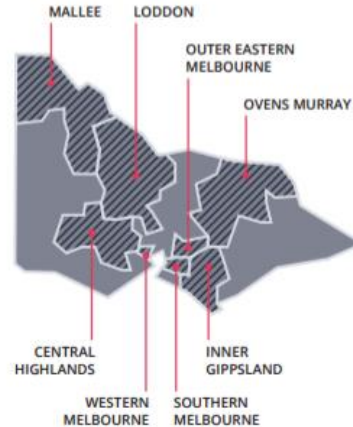 MALLEE
LODDON
OUTER EASTERN
MELBOURNE
OVENS MURRAY
CENTRAL
HIGHLANDS
INNER
GIPPSLAND
WESTERN
MELBOURNE
SOUTHERN
MELBOURNE